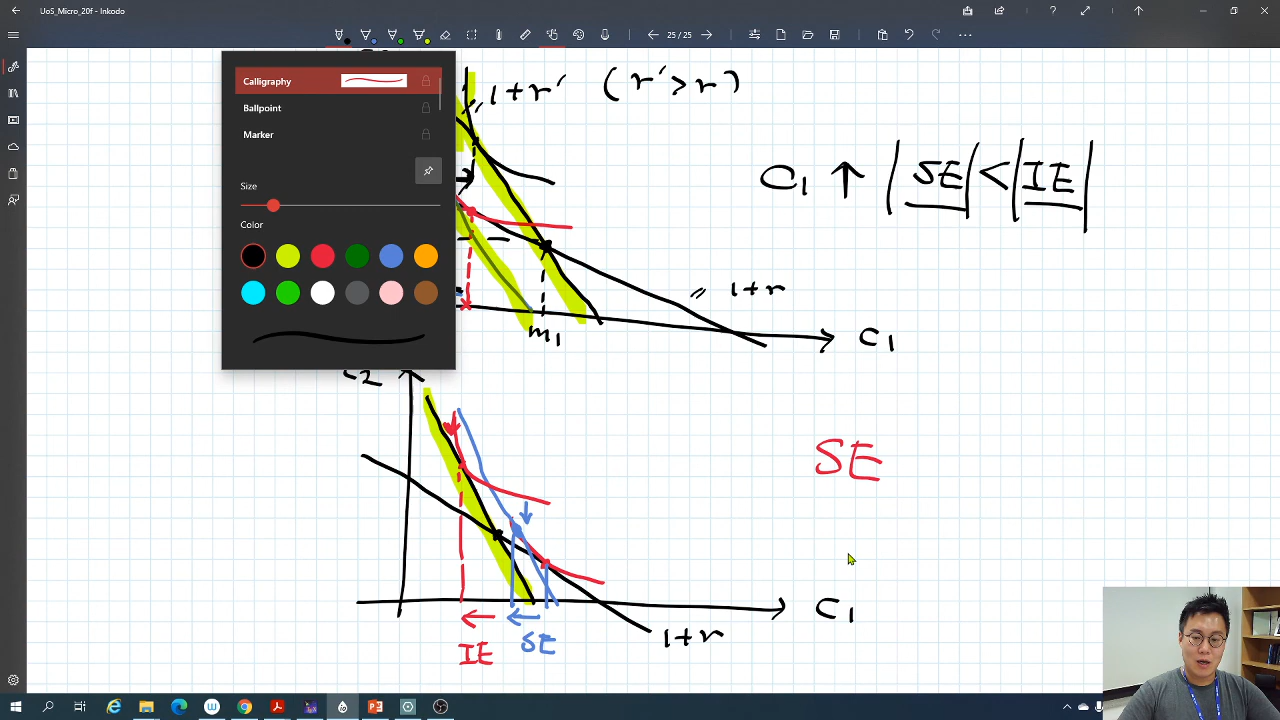 UoS_Micro_20f - Inkodo
25 / 25
Calligraphy
Ballpoint
Marker
Size
Color
1+r′ (r′>r)
C1 ↑ |SE|<|IE|
1+r
m1
C1
C2
SE
C1
1+r
IE
SE